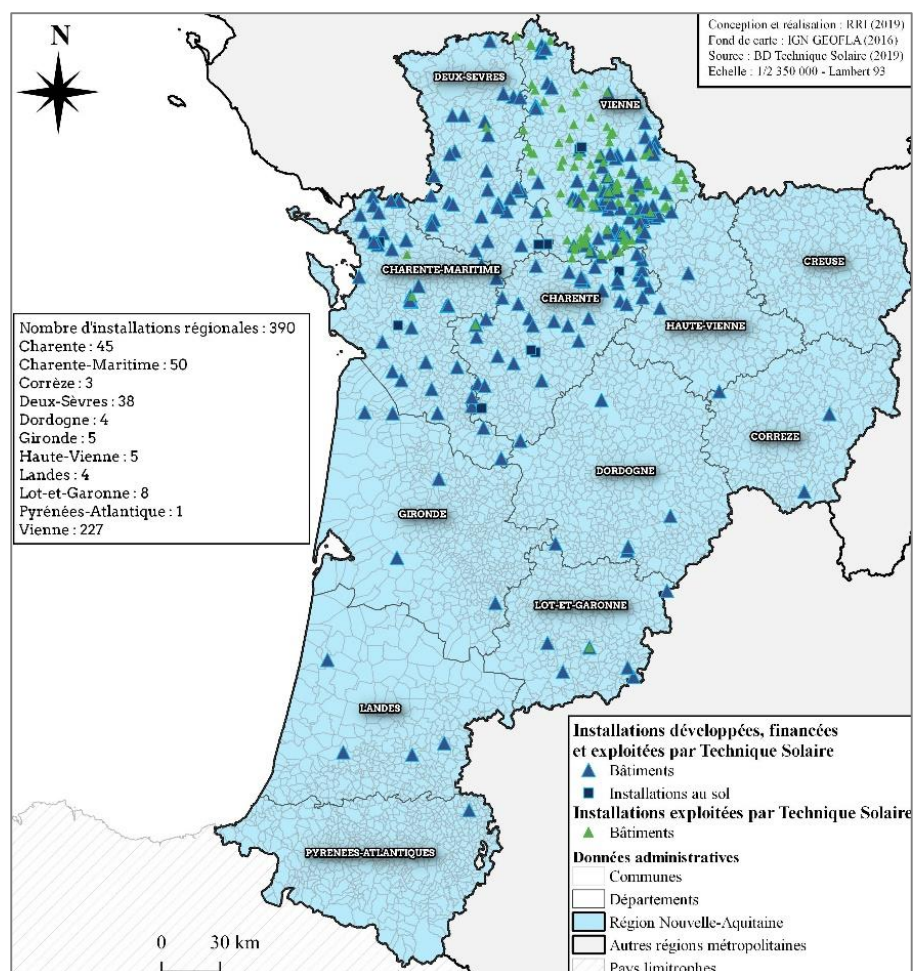 Conception et réalisation : RRI (2019)
Fond de carte : IGN GEOFLA (2016)
Source : BD Technique Solaire (2019)
Echelle : 1/2 350 000 - Lambert 93
N
DEUX-SEVRES
VIENNE
CHARENTE-MARITIME
CHARENTE
CREUSE
HAUTE-VIENNE
Nombre d'installations régionales : 390
Charente : 45
Charente-Maritime : 50
Corrèze : 3
Deux-Sèvres : 38
Dordogne : 4
Gironde : 5
Haute-Vienne : 5
Landes : 4
Lot-et-Garonne : 8
Pyrénées-Atlantique : 1
Vienne : 227
CORREZE
DORDOGNE
GIRONDE
LOT-ET-GARONNE
LANDES
PYRENEES-ATLANTIQUES
Installations développées, financées
et exploitées par Technique Solaire
Bâtiments
Installations au sol
Installations exploitées par Technique Solaire
Bâtiments
Données administratives
Communes
Départements
Région Nouvelle-Aquitaine
Autres régions métropolitaines
Pays limitrophes
0 30 km